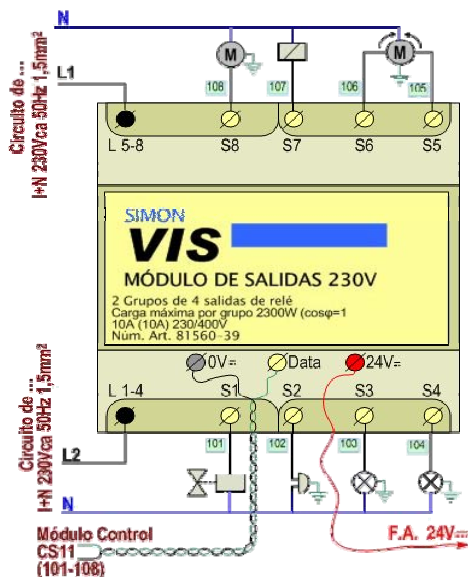 N
L1
Circuito de ...
I+N 230Vca 50Hz 1,5mm²
M
M
108
107
106
105
L 5-8
S8
S7
S6
S5
SIMON
VIS
MÓDULO DE SALIDAS 230V
2 Grupos de 4 salidas de relé
Carga máxima por grupo 2300W (cosφ=1
10A (10A) 230/400V
Núm. Art. 81560-39
0V
Data
24V
L 1-4
S1
S2
S3
S4
Circuito de ...
I+N 230Vca 50Hz 1,5mm²
101
102
103
104
L2
N
Módulo Control
CS11
(101-108)
F.A. 24V